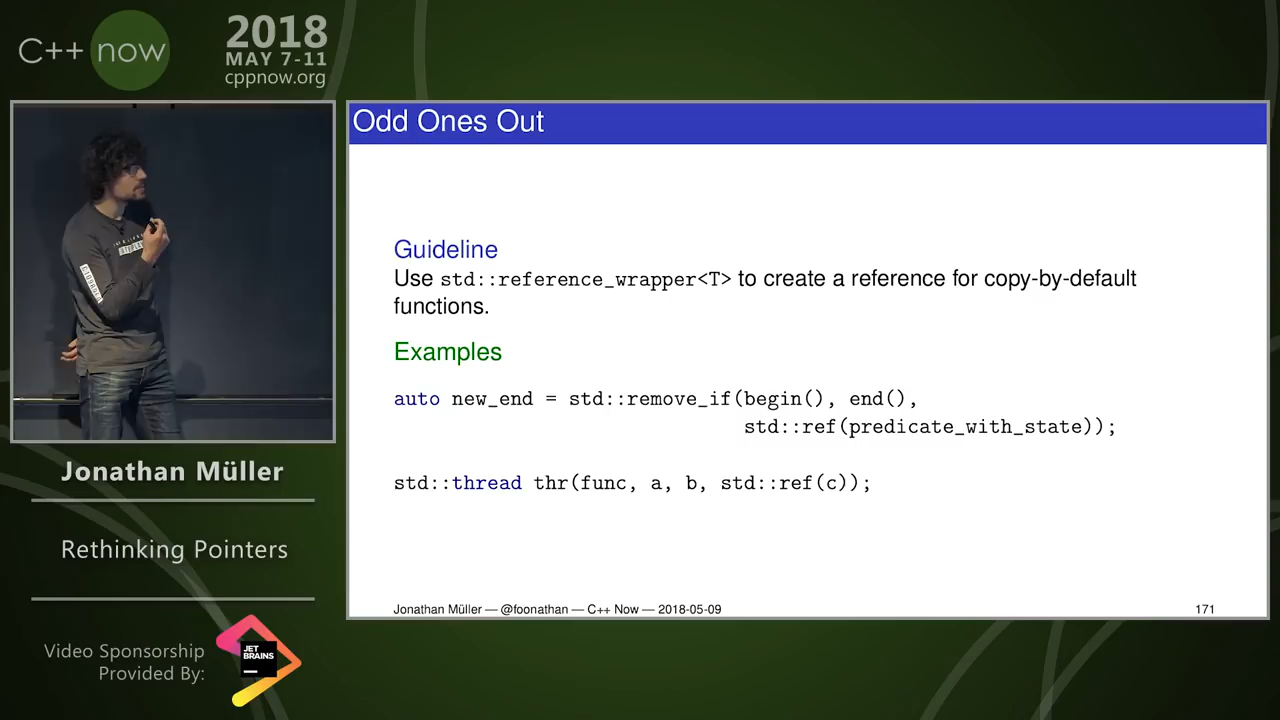 C++ now
2018
MAY 7-11
cppnow.org
Odd Ones Out
Guideline
Use std::reference_wrapper<T> to create a reference for copy-by-default
functions.
Examples
auto new_end = std::remove_if(begin(), end(),
std::ref(predicate_with_state));
std::thread thr(func, a, b, std::ref(c));
Jonathan Müller — @foonathan — C++ Now — 2018-05-09
171
Jonathan Müller
Rethinking Pointers
Video Sponsorship
Provided By:
JET
BRAINS